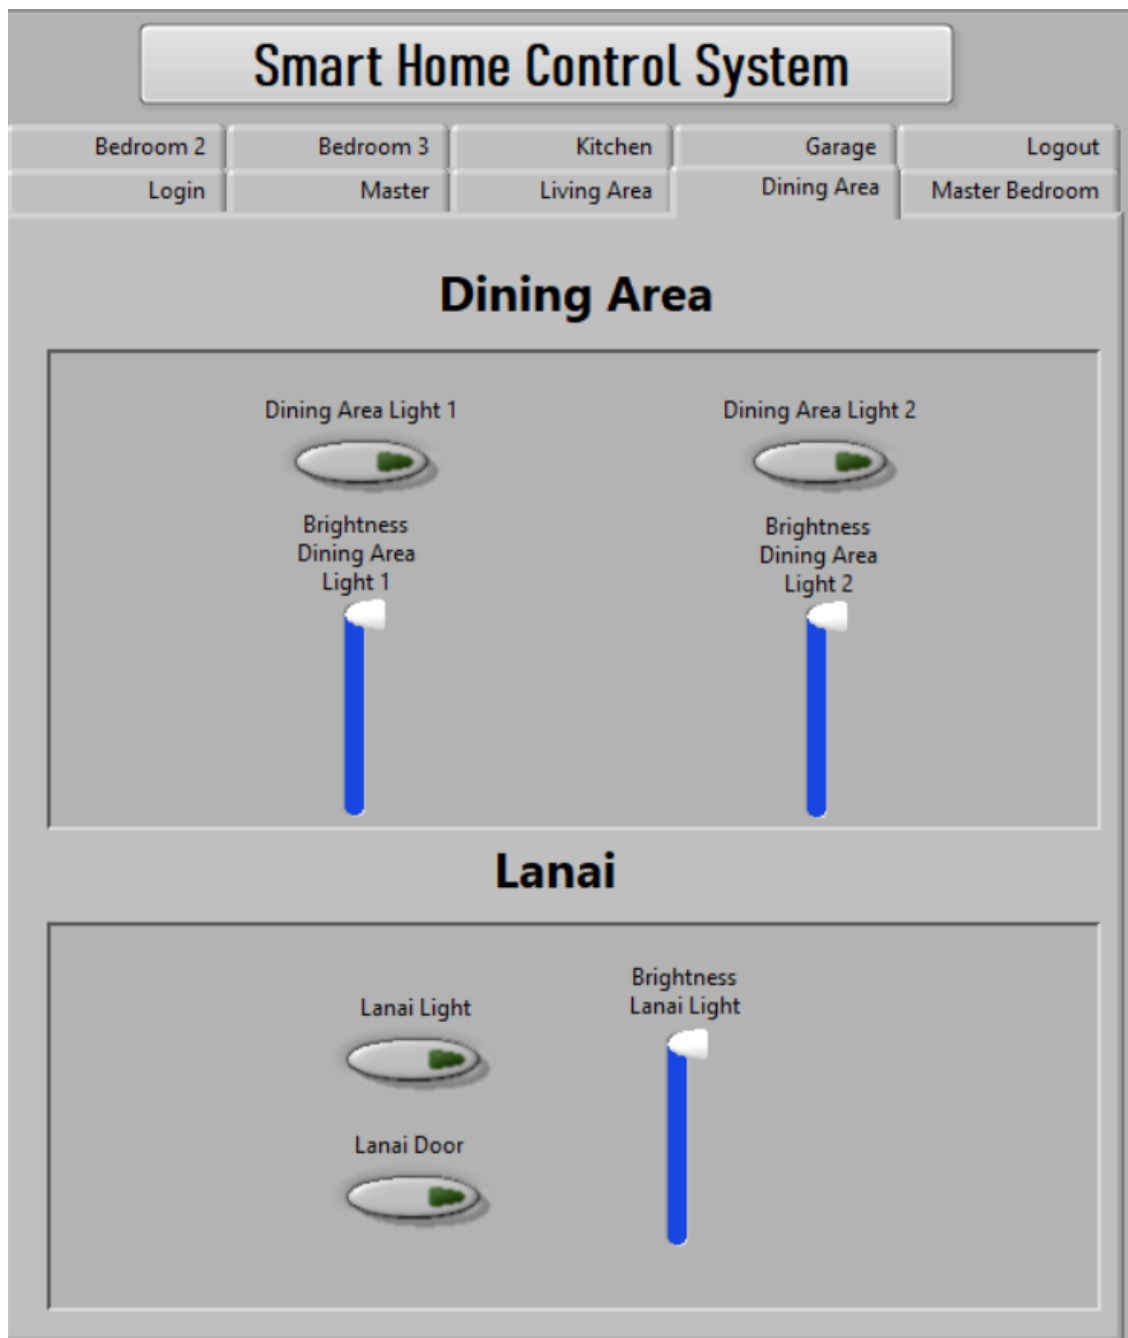 Smart Home Control System
Bedroom 2 Bedroom 3 Kitchen Garage Logout
Login Master Living Area Dining Area Master Bedroom
Dining Area
Dining Area Light 1 Dining Area Light 2
Brightness
Dining Area
Light 1
Brightness
Dining Area
Light 2
Lanai
Lanai Light
Brightness
Lanai Light
Lanai Door